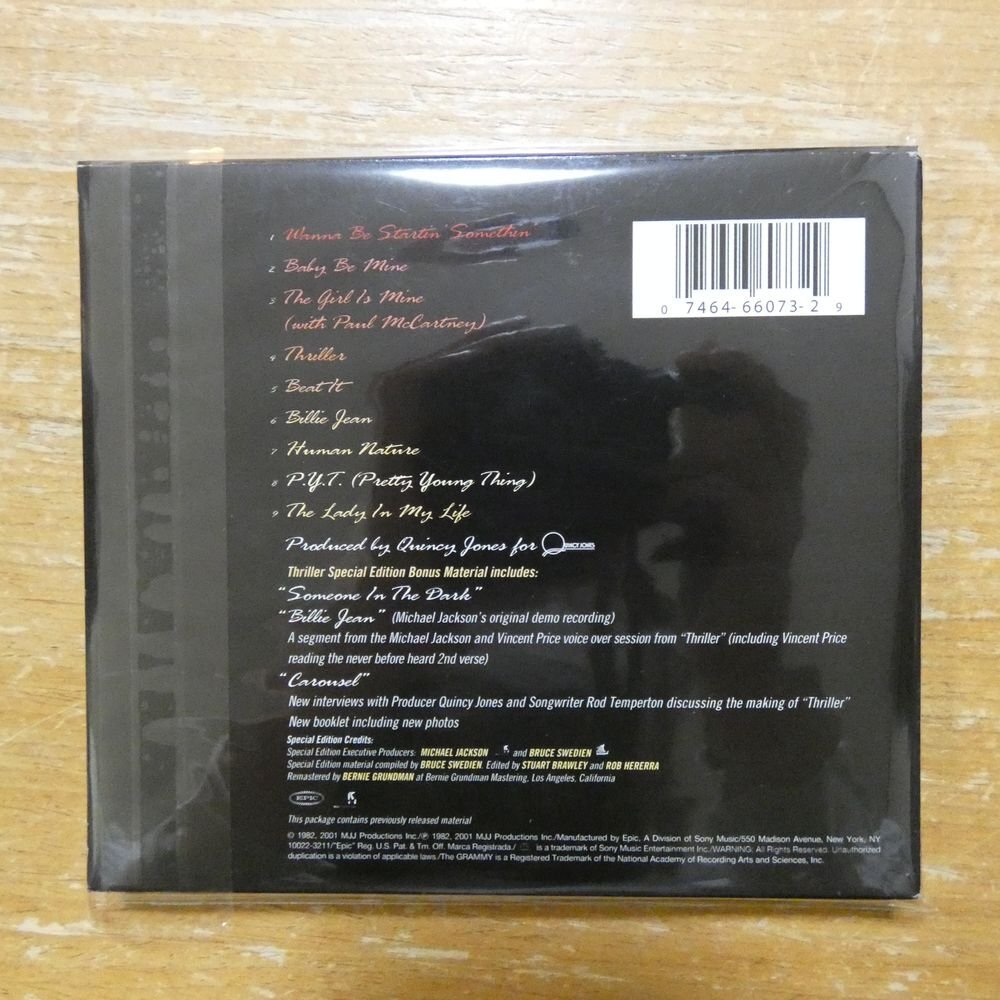 1 Wanna Be Startin' Somethin'
2 Baby Be Mine
3 The Girl Is Mine
(with Paul McCartney)
4 Thriller
5 Beat It
6 Billie Jean
7 Human Nature
8 P.Y.T. (Pretty Young Thing)
9 The Lady In My Life
Produced by Quincy Jones for QUINCY JONES
Thriller Special Edition Bonus Material includes:
"Someone In The Dark"
"Billie Jean" (Michael Jackson's original demo recording)
A segment from the Michael Jackson and Vincent Price voice over session from "Thriller" (including Vincent Price
reading the never before heard 2nd verse)
"Carousel"
New interviews with Producer Quincy Jones and Songwriter Rod Temperton discussing the making of "Thriller"
New booklet including new photos
Special Edition Credits:
Special Edition Executive Producers: MICHAEL JACKSON and BRUCE SWEDIEN
Special Edition material compiled by BRUCE SWEDIEN. Edited by STUART BRAWLEY and ROB HERERRA
Remastered by BERNIE GRUNDMAN at Bernie Grundman Mastering, Los Angeles, California
EPIC
This package contains previously released material
© 1982, 2001 MJJ Productions Inc./℗ 1982, 2001 MJJ Productions Inc./Manufactured by Epic, A Division of Sony Music/550 Madison Avenue, New York, NY
10022-3211/"Epic" Reg. U.S. Pat. & Tm. Off. Marca Registrada./ is a trademark of Sony Music Entertainment Inc./WARNING: All Rights Reserved. Unauthorized
duplication is a violation of applicable laws./The GRAMMY is a Registered Trademark of the National Academy of Recording Arts and Sciences, Inc.
0 7464-66073-2 9